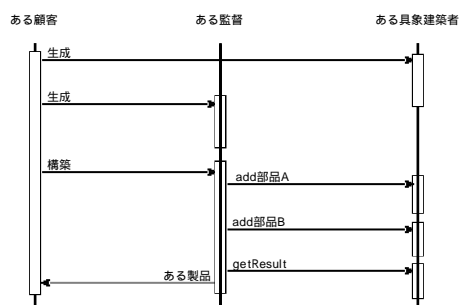 ある顧客
ある監督
ある具象建築者
生成
生成
構築
add部品A
add部品B
getResult
ある製品